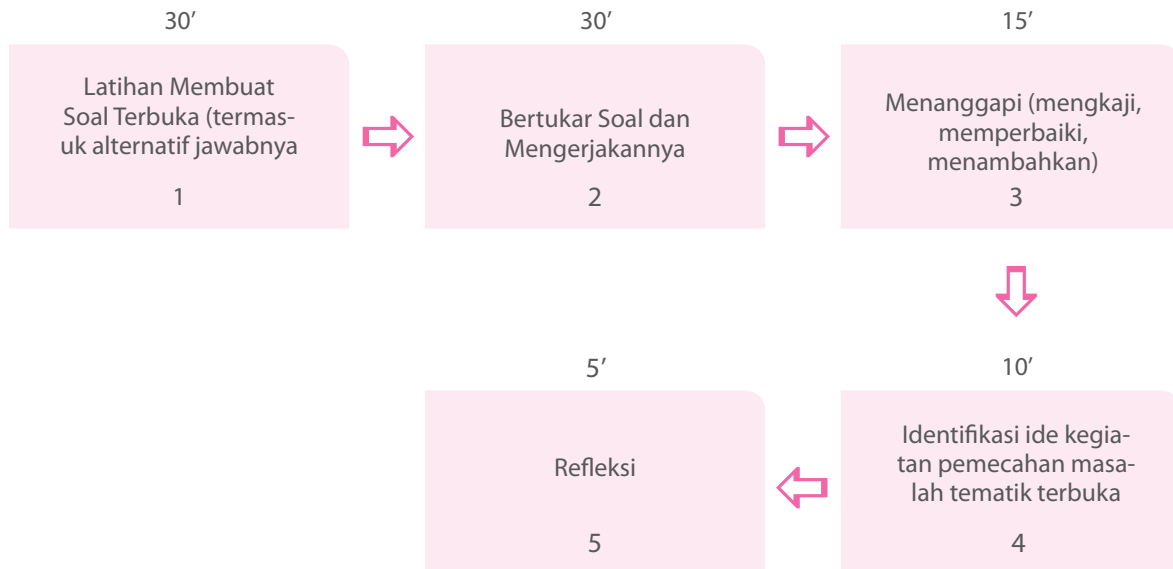 30’
Latihan Membuat
Soal Terbuka (termas-
uk alternatif jawabnya
1
30’
Bertukar Soal dan
Mengerjakannya
2
15’
Menanggapi (mengkaji,
memperbaiki,
menambahkan)
3
10’
Identifikasi ide kegia-
tan pemecahan masa-
lah tematik terbuka
4
5’
Refleksi
5